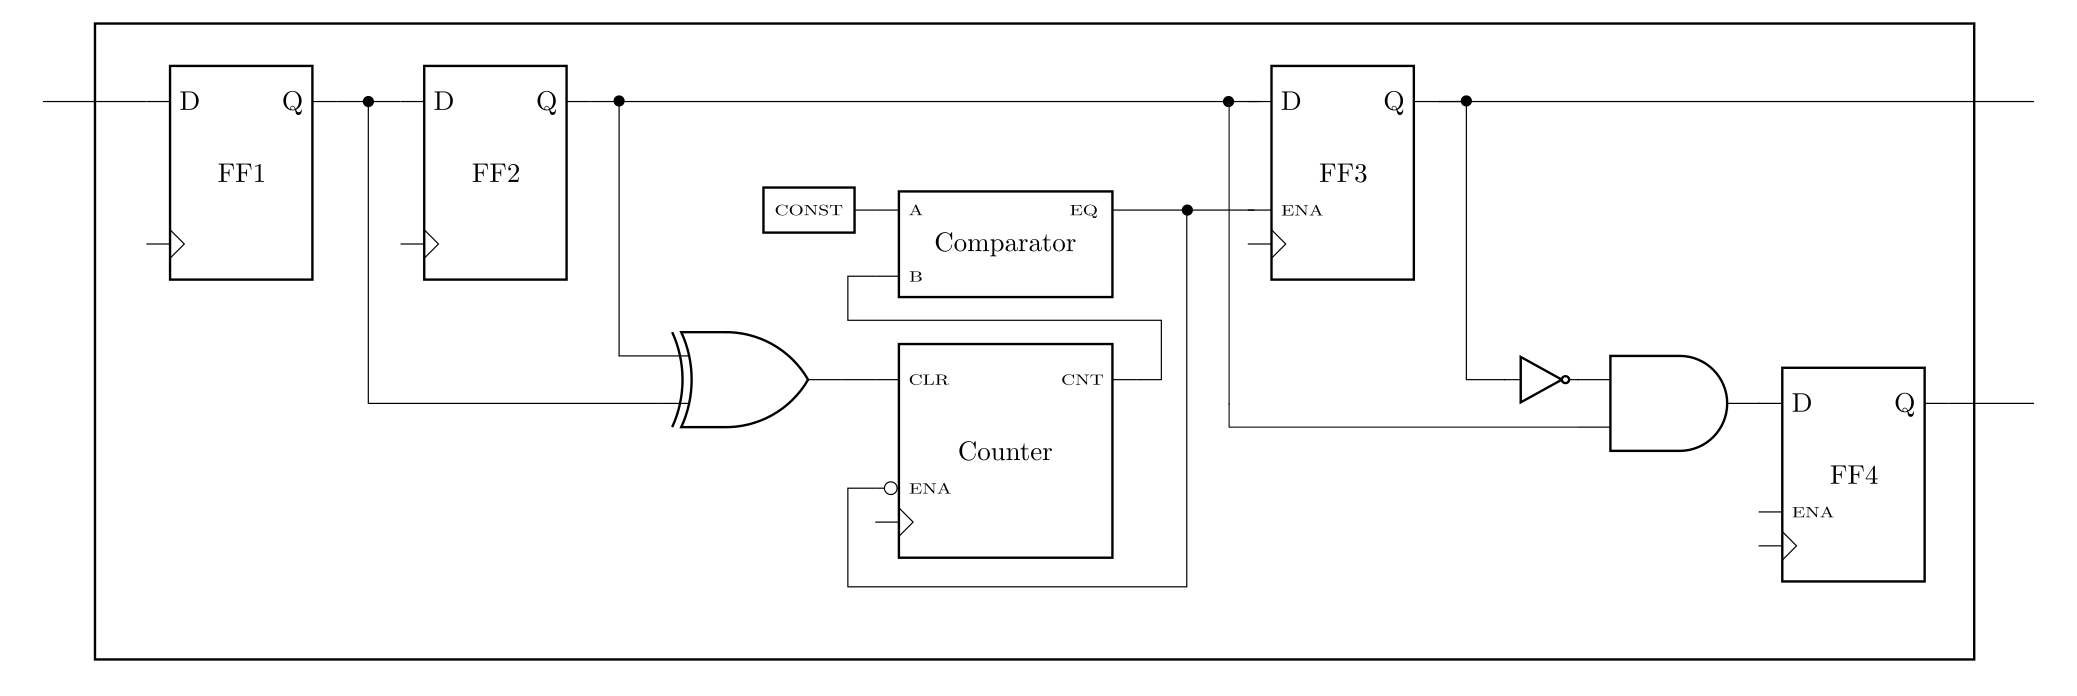 D Q D Q D Q
FF1 FF2 FF3
CONST A EQ ENA
Comparator
B
CLR CNT
D Q
Counter
FF4
ENA
ENA